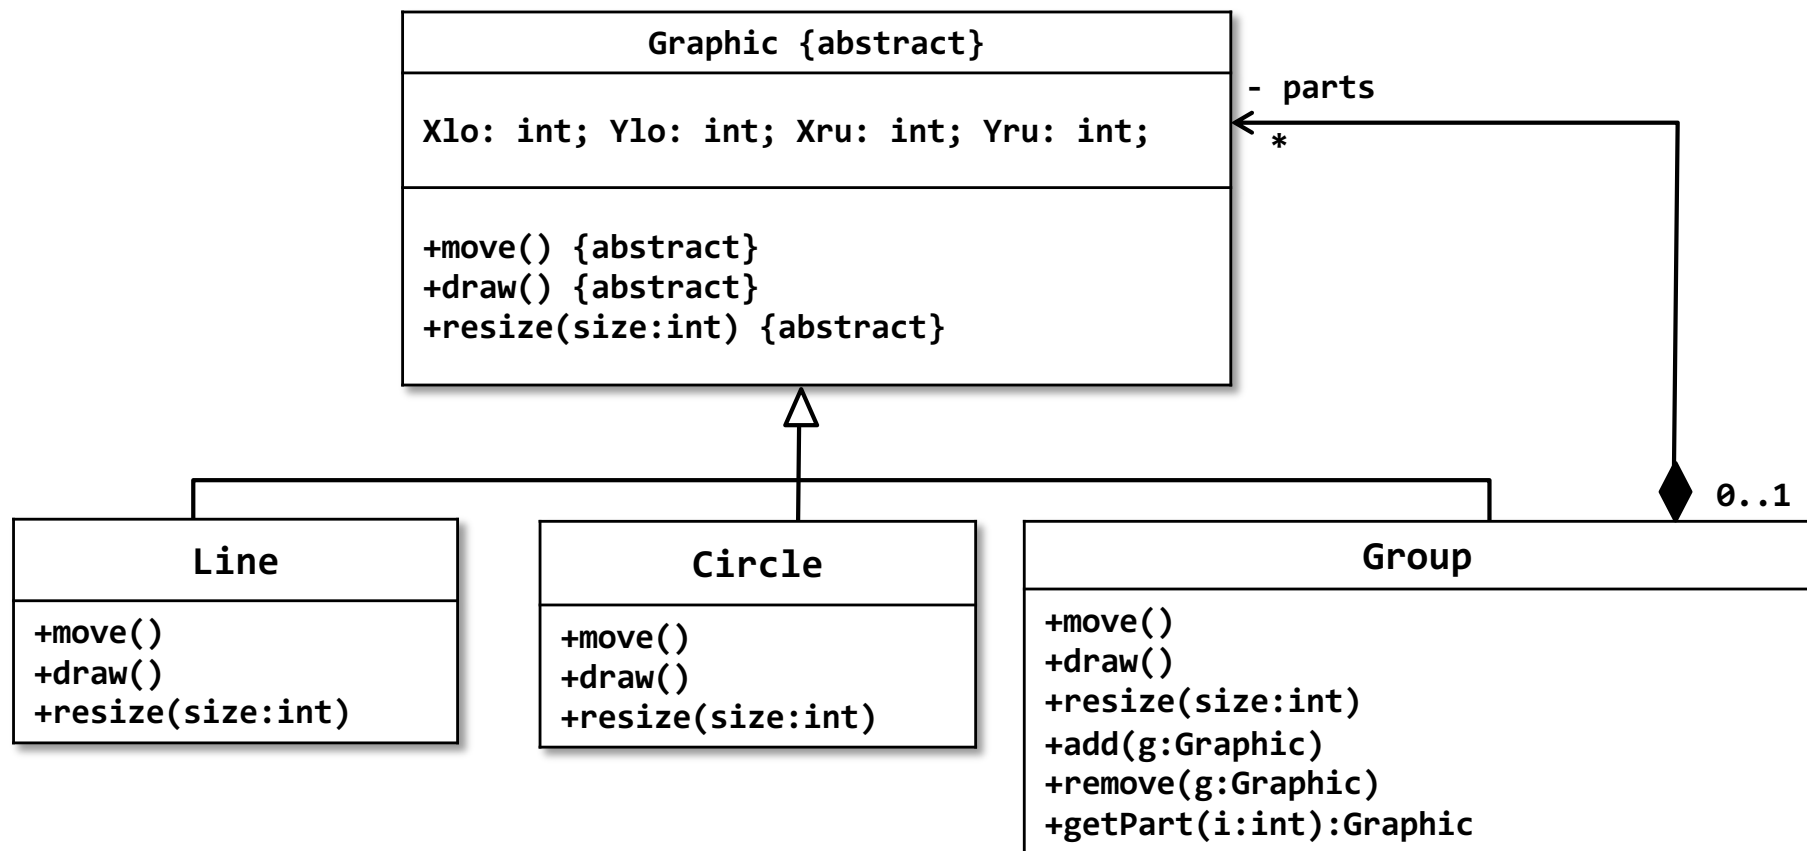 Graphic {abstract}
Xlo: int; Ylo: int; Xru: int; Yru: int;
+move() {abstract}
+draw() {abstract}
+resize(size:int) {abstract}
- parts
*
0..1
Line
+move()
+draw()
+resize(size:int)
Circle
+move()
+draw()
+resize(size:int)
Group
+move()
+draw()
+resize(size:int)
+add(g:Graphic)
+remove(g:Graphic)
+getPart(i:int):Graphic